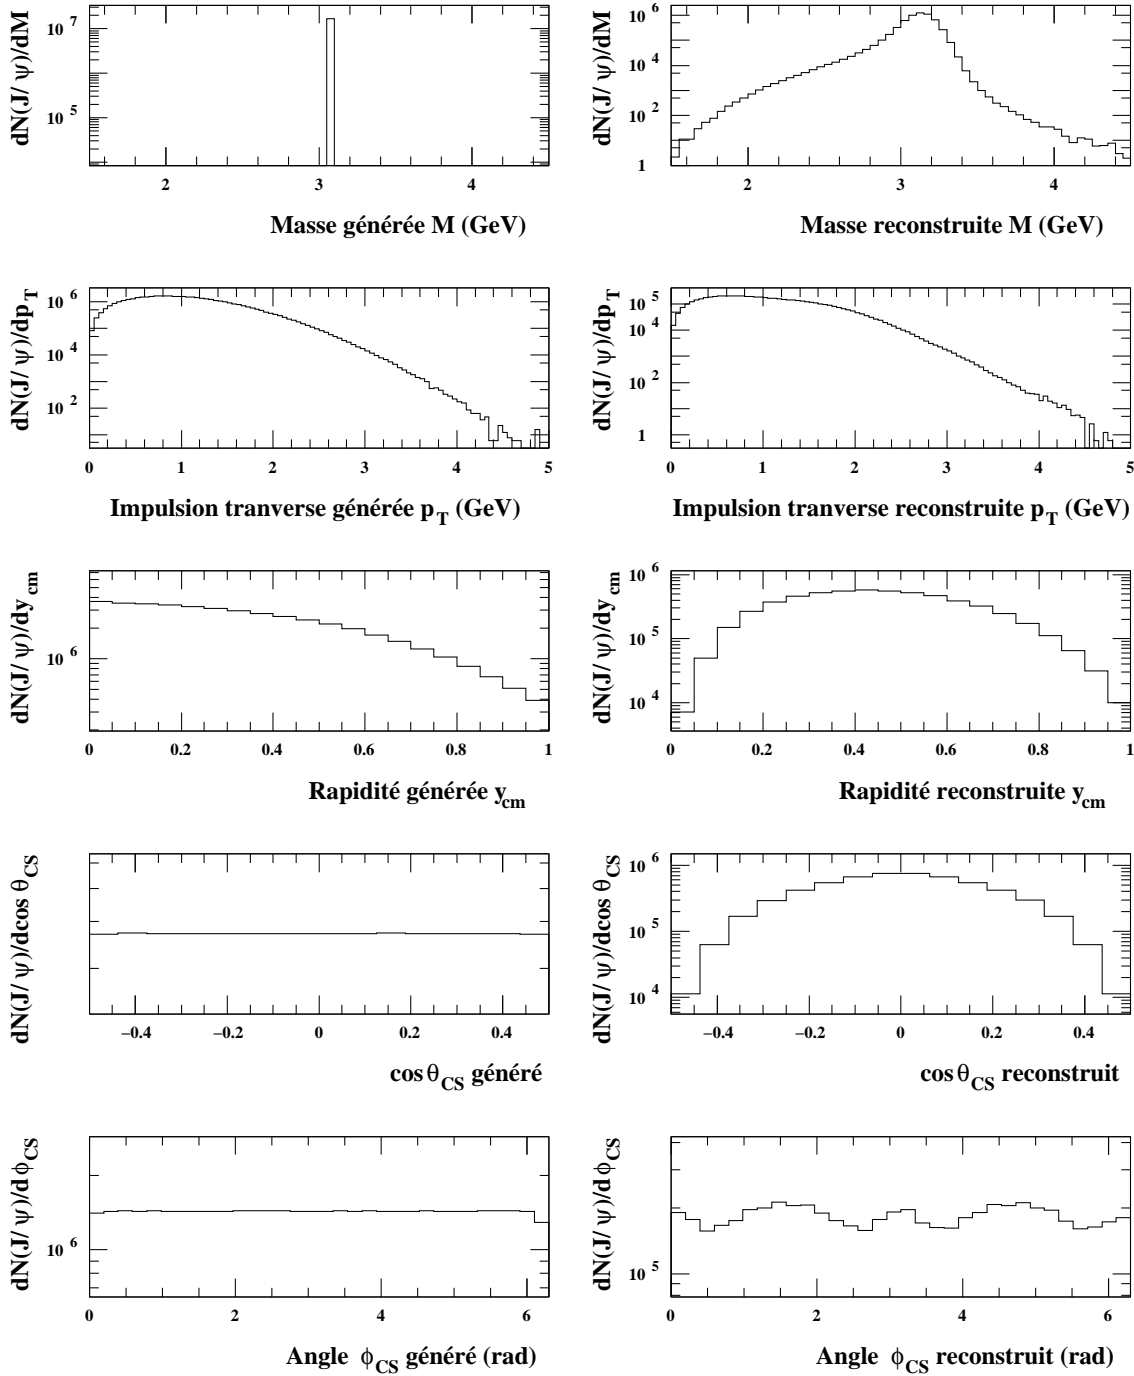 dN(J/ψ)/dM
10^7
10^5
2 3 4
Masse générée M (GeV)
dN(J/ψ)/dM
10^6
10^4
10^2
1
2 3 4
Masse reconstruite M (GeV)
dN(J/ψ)/dp_T
10^6
10^4
10^2
0 1 2 3 4 5
Impulsion tranverse générée p_T (GeV)
dN(J/ψ)/dp_T
10^5
10^4
10^2
1
0 1 2 3 4 5
Impulsion tranverse reconstruite p_T (GeV)
dN(J/ψ)/dy_cm
10^6
0 0.2 0.4 0.6 0.8 1
Rapidité générée y_cm
dN(J/ψ)/dy_cm
10^6
10^5
10^4
0 0.2 0.4 0.6 0.8 1
Rapidité reconstruite y_cm
dN(J/ψ)/dcos θ_CS
−0.4 −0.2 0 0.2 0.4
cos θ_CS généré
dN(J/ψ)/dcos θ_CS
10^6
10^5
10^4
−0.4 −0.2 0 0.2 0.4
cos θ_CS reconstruit
dN(J/ψ)/dϕ_CS
10^6
0 2 4 6
Angle ϕ_CS généré (rad)
dN(J/ψ)/dϕ_CS
10^5
0 2 4 6
Angle ϕ_CS reconstruit (rad)